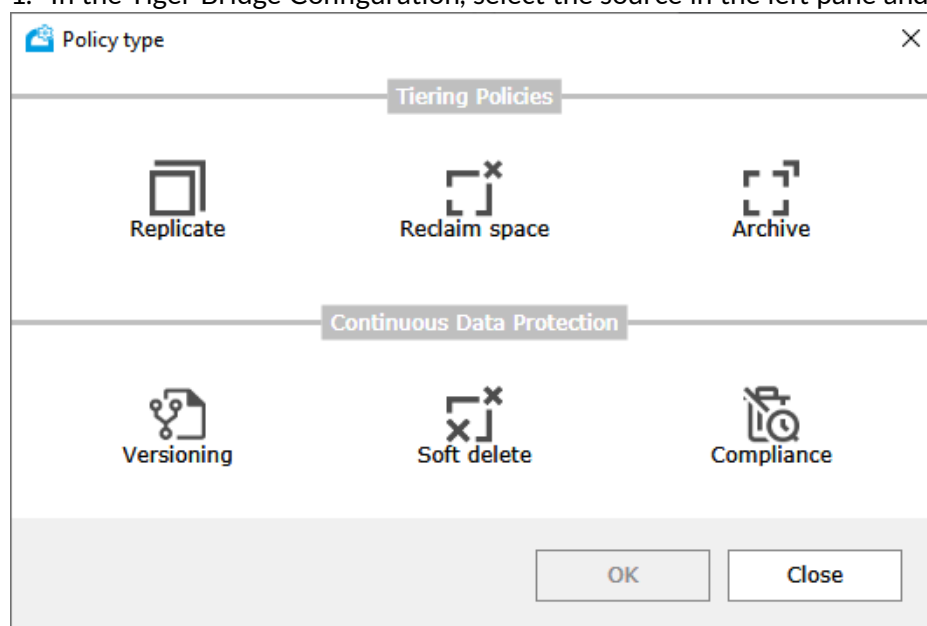 1. In the Tiger Bridge Configuration, select the source in the left pane and
Policy type
Tiering Policies
Replicate
Reclaim space
Archive
Continuous Data Protection
Versioning
Soft delete
Compliance
OK
Close